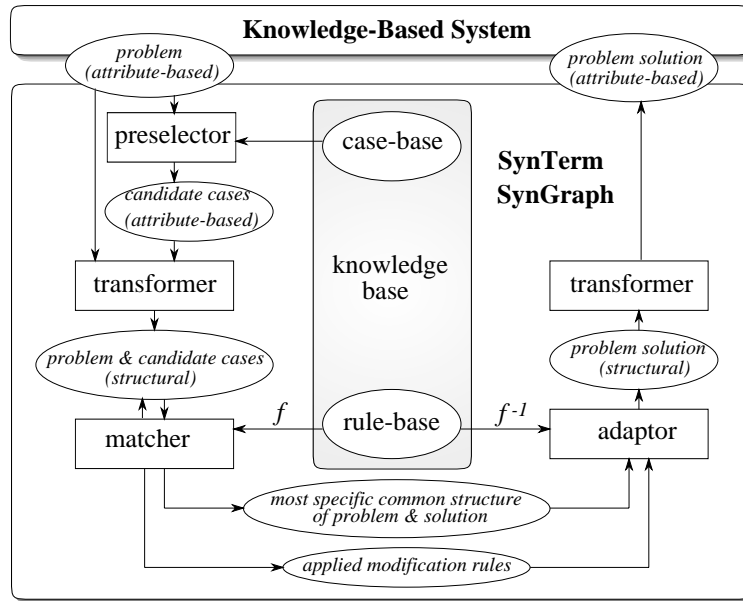 Knowledge-Based System
problem
(attribute-based)
problem solution
(attribute-based)
preselector
case-base
SynTerm
SynGraph
candidate cases
(attribute-based)
knowledge
base
transformer
transformer
problem & candidate cases
(structural)
problem solution
(structural)
f
rule-base
f -1
matcher
adaptor
most specific common structure
of problem & solution
applied modification rules